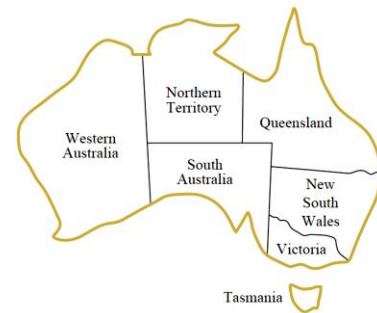 Northern
Territory
Queensland
Western
Australia
South
Australia
New
South
Wales
Victoria
Tasmania